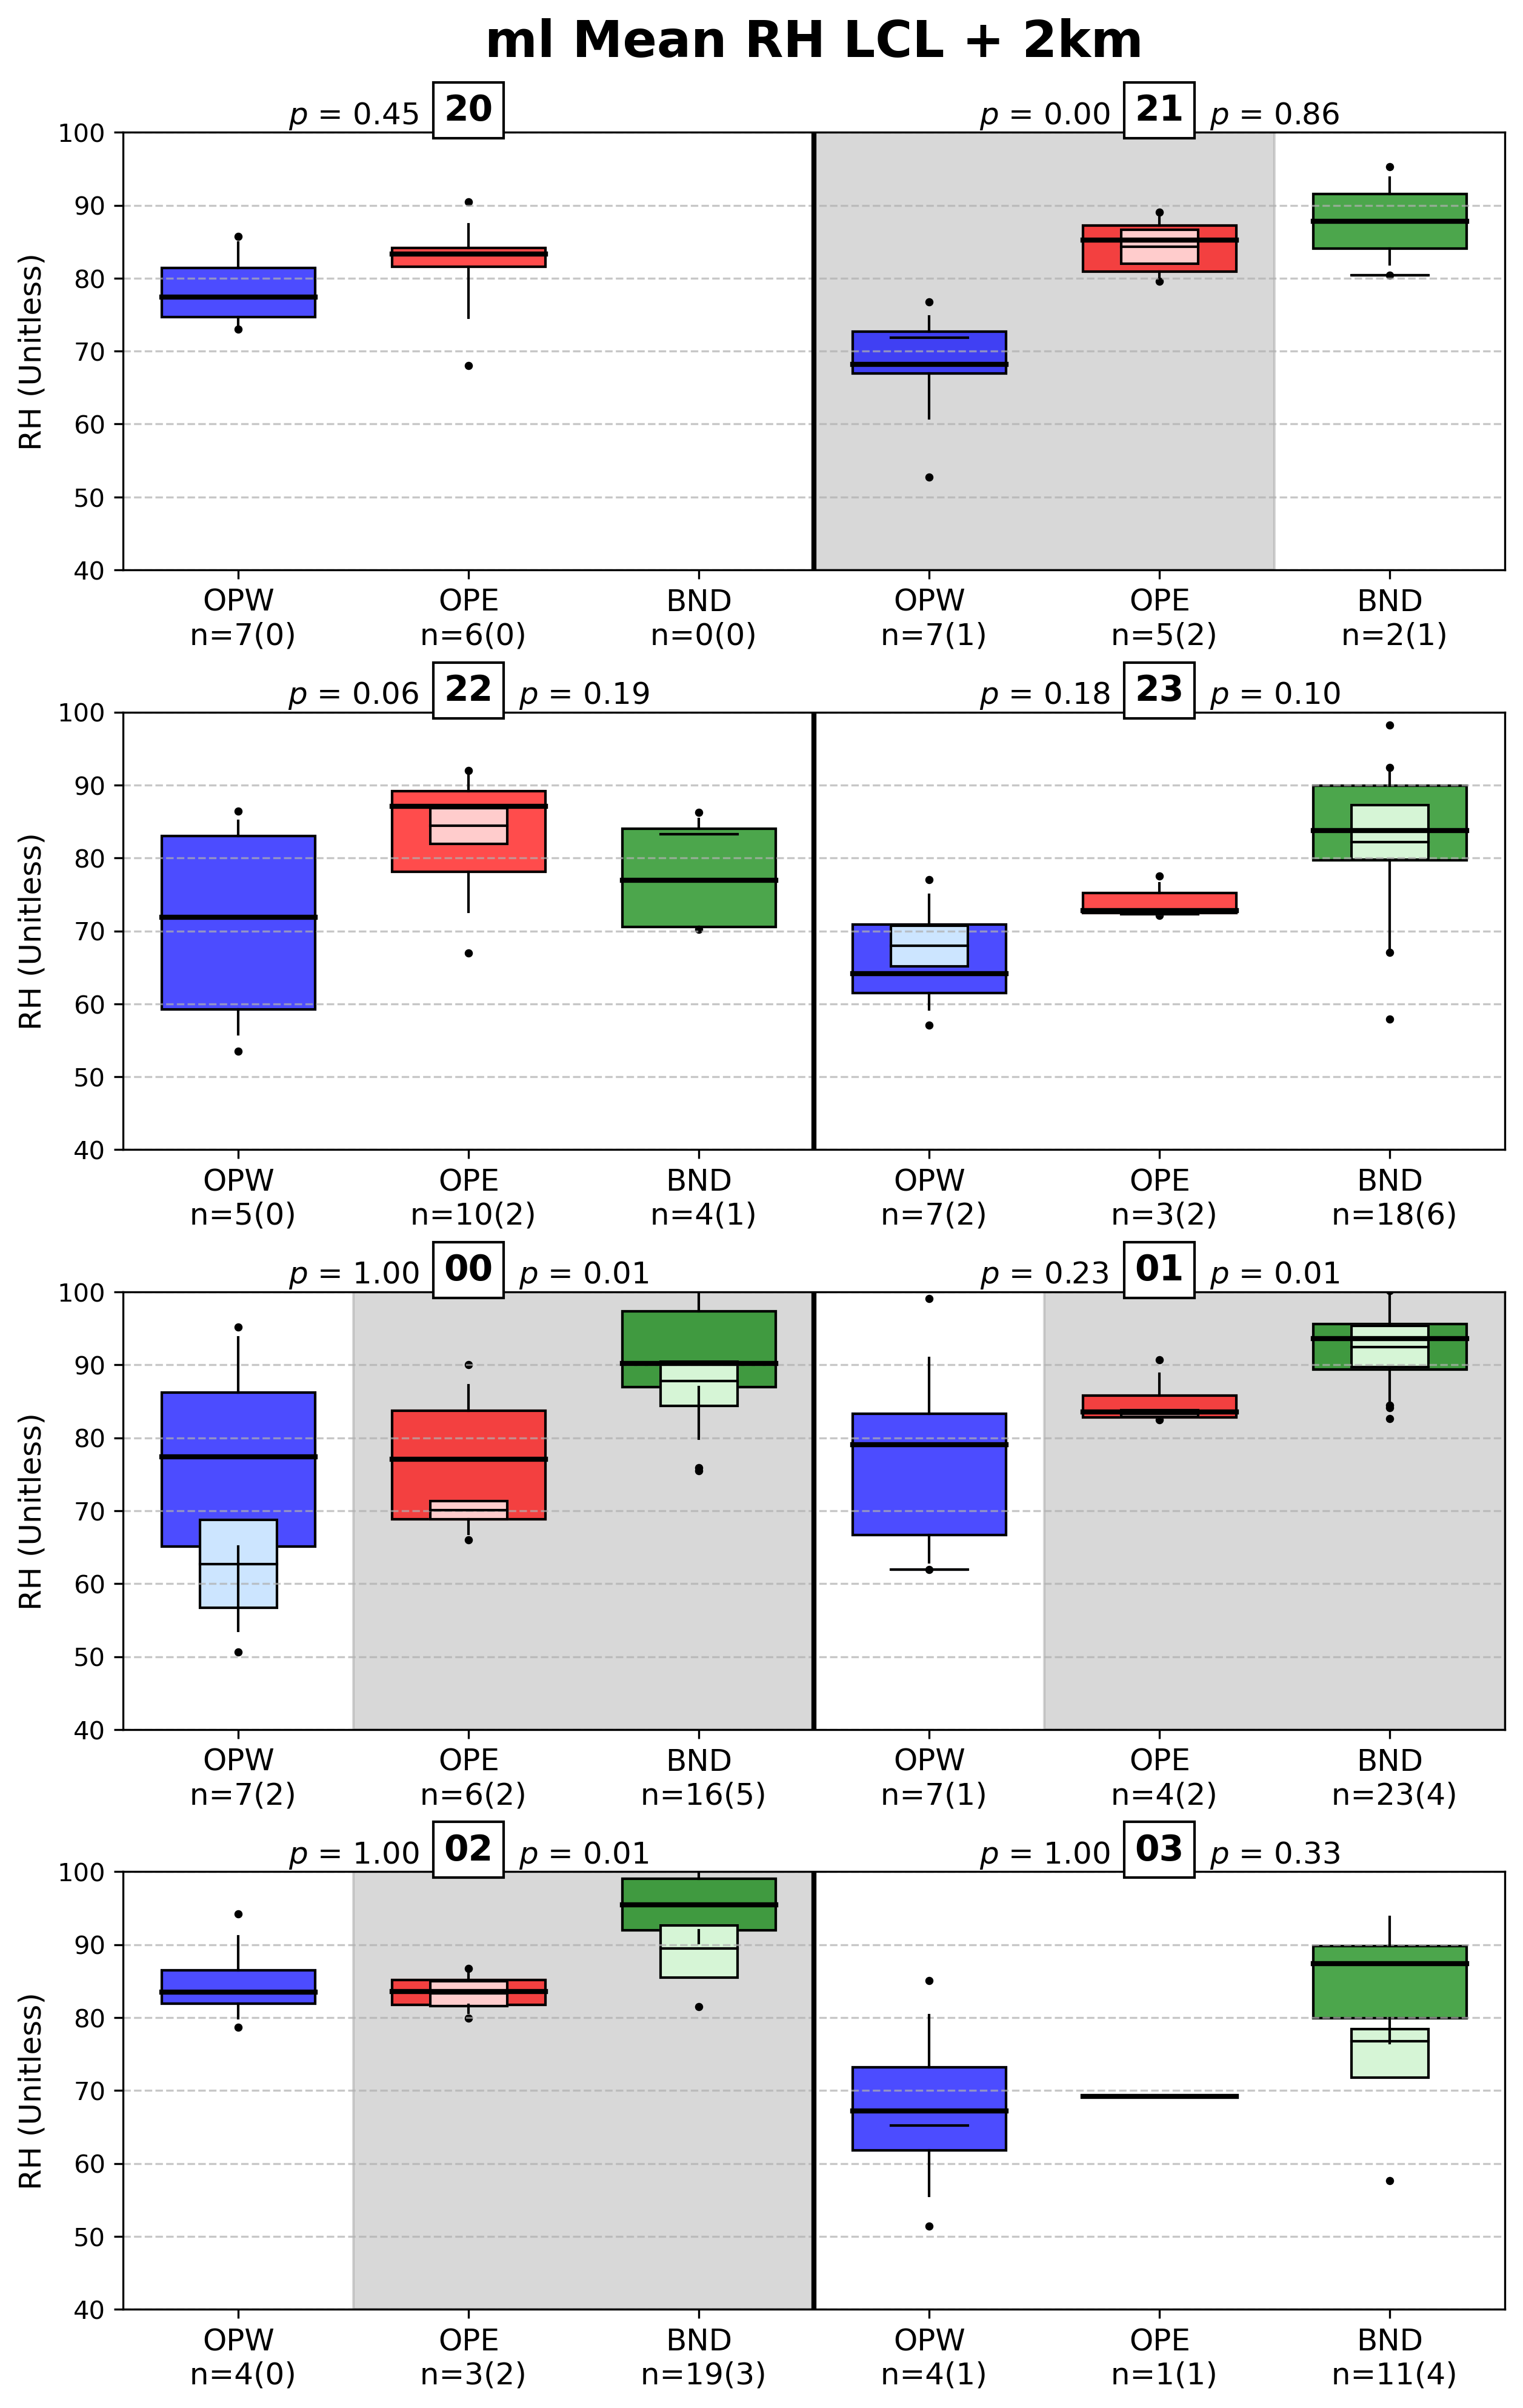 ml Mean RH LCL + 2km
p = 0.45 20
p = 0.00 21 p = 0.86
RH (Unitless)
100
90
80
70
60
50
40
OPW OPE BND OPW OPE BND
n=7(0) n=6(0) n=0(0) n=7(1) n=5(2) n=2(1)
p = 0.06 22 p = 0.19
p = 0.18 23 p = 0.10
RH (Unitless)
100
90
80
70
60
50
40
OPW OPE BND OPW OPE BND
n=5(0) n=10(2) n=4(1) n=7(2) n=3(2) n=18(6)
p = 1.00 00 p = 0.01
p = 0.23 01 p = 0.01
RH (Unitless)
100
90
80
70
60
50
40
OPW OPE BND OPW OPE BND
n=7(2) n=6(2) n=16(5) n=7(1) n=4(2) n=23(4)
p = 1.00 02 p = 0.01
p = 1.00 03 p = 0.33
RH (Unitless)
100
90
80
70
60
50
40
OPW OPE BND OPW OPE BND
n=4(0) n=3(2) n=19(3) n=4(1) n=1(1) n=11(4)